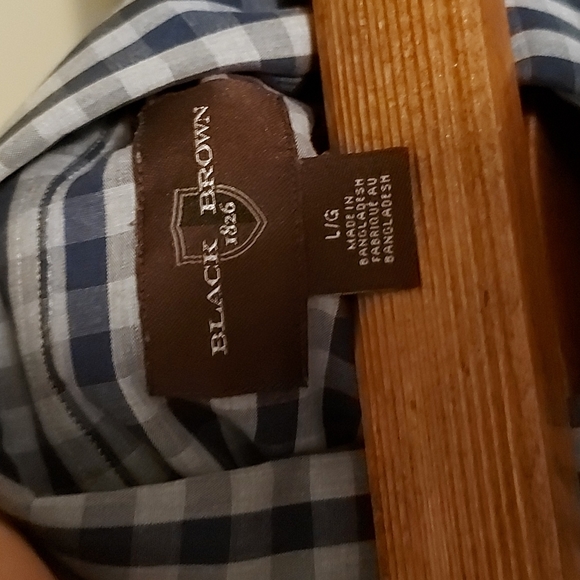 BLACK BROWN
1826
L/G
MADE IN
BANGLADESH
FABRIQUÉ AU
BANGLADESH